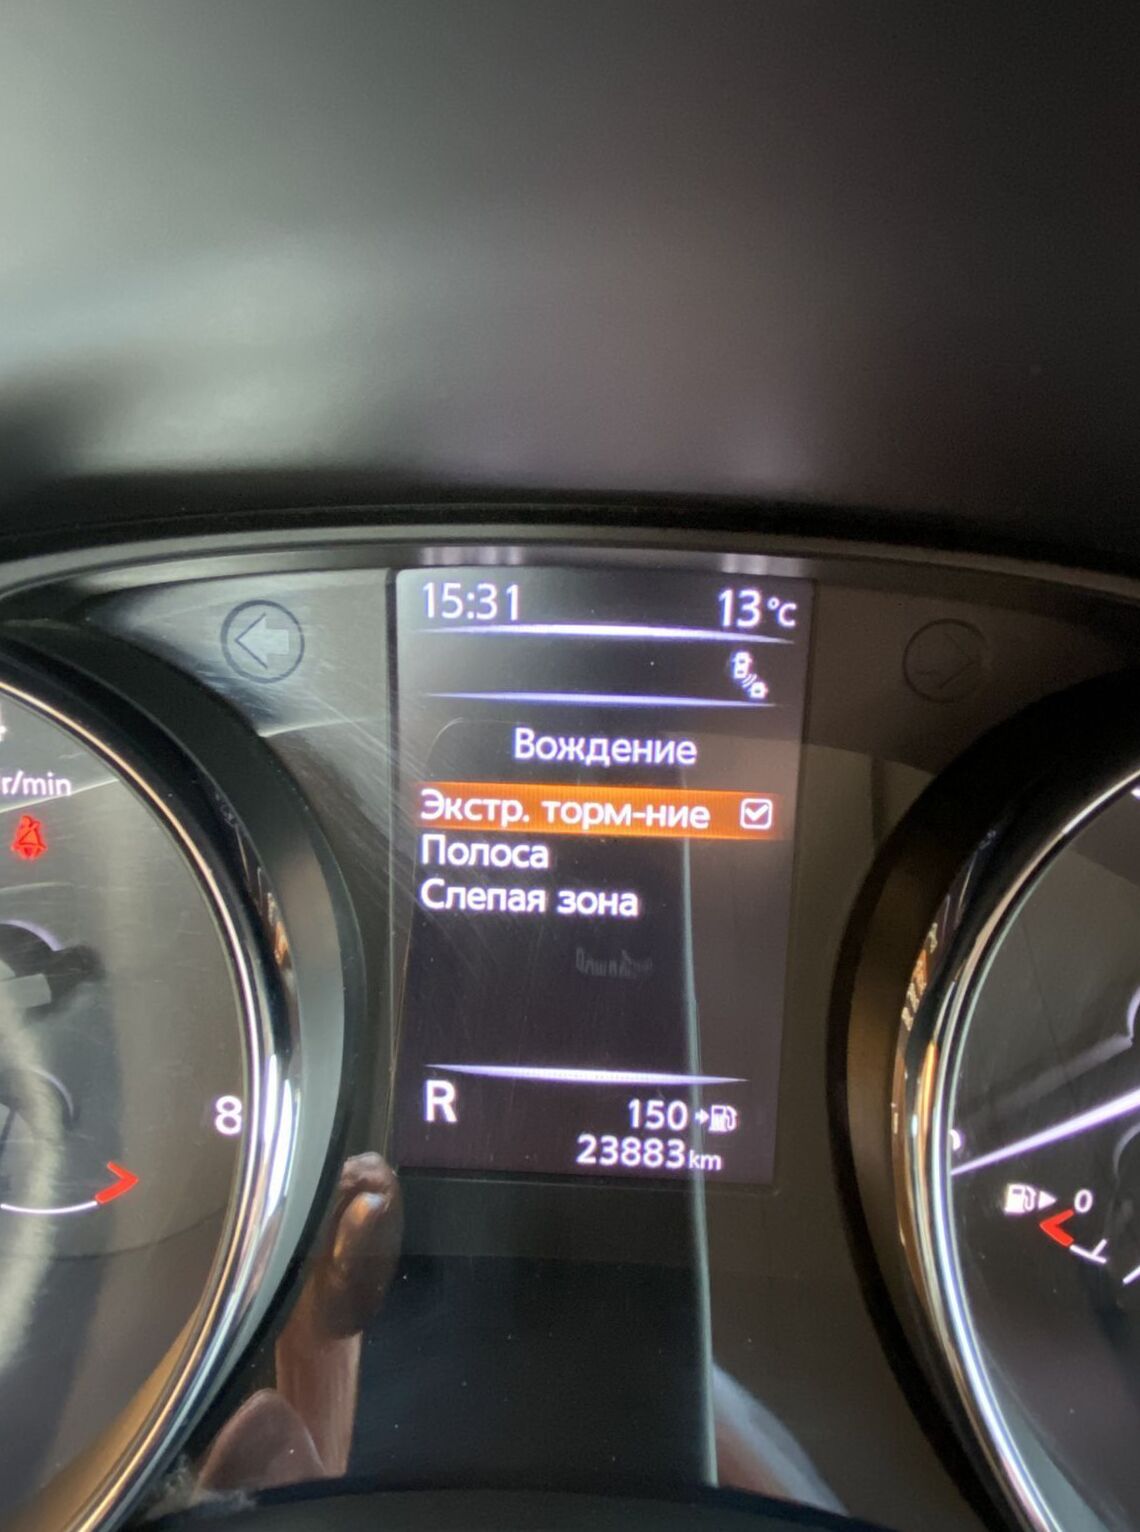 15:31 13°C
Вождение
Экстр. торм-ние
Полоса
Слепая зона
r/min
8
R 150
23883km
0